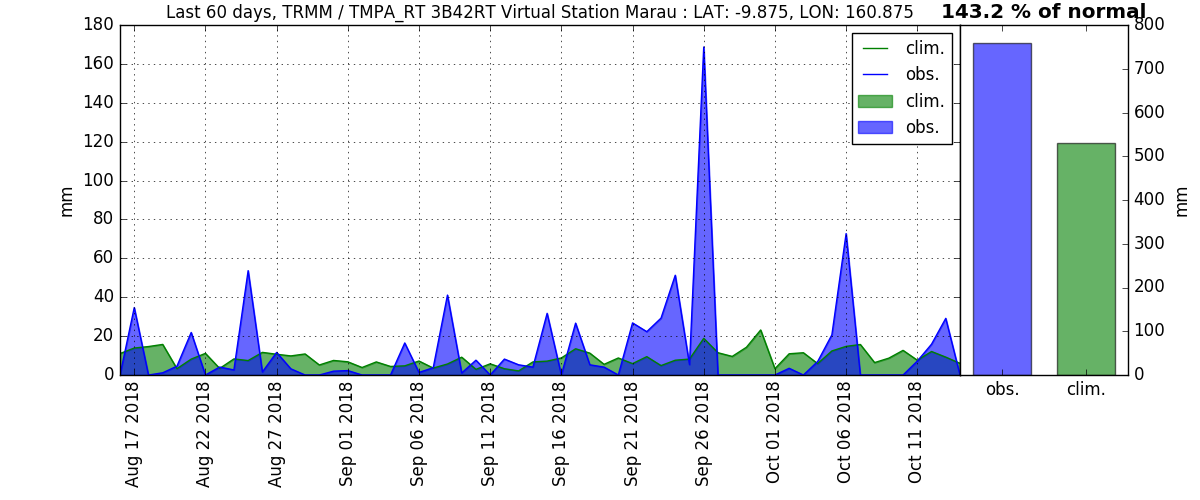 Last 60 days, TRMM / TMPA_RT 3B42RT Virtual Station Marau : LAT: -9.875, LON: 160.875
143.2 % of normal
180
160
140
120
100
80
60
40
20
0
mm
clim.
obs.
clim.
obs.
Aug 17 2018
Aug 22 2018
Aug 27 2018
Sep 01 2018
Sep 06 2018
Sep 11 2018
Sep 16 2018
Sep 21 2018
Sep 26 2018
Oct 01 2018
Oct 06 2018
Oct 11 2018
800
700
600
500
400
300
200
100
0
mm
obs.
clim.